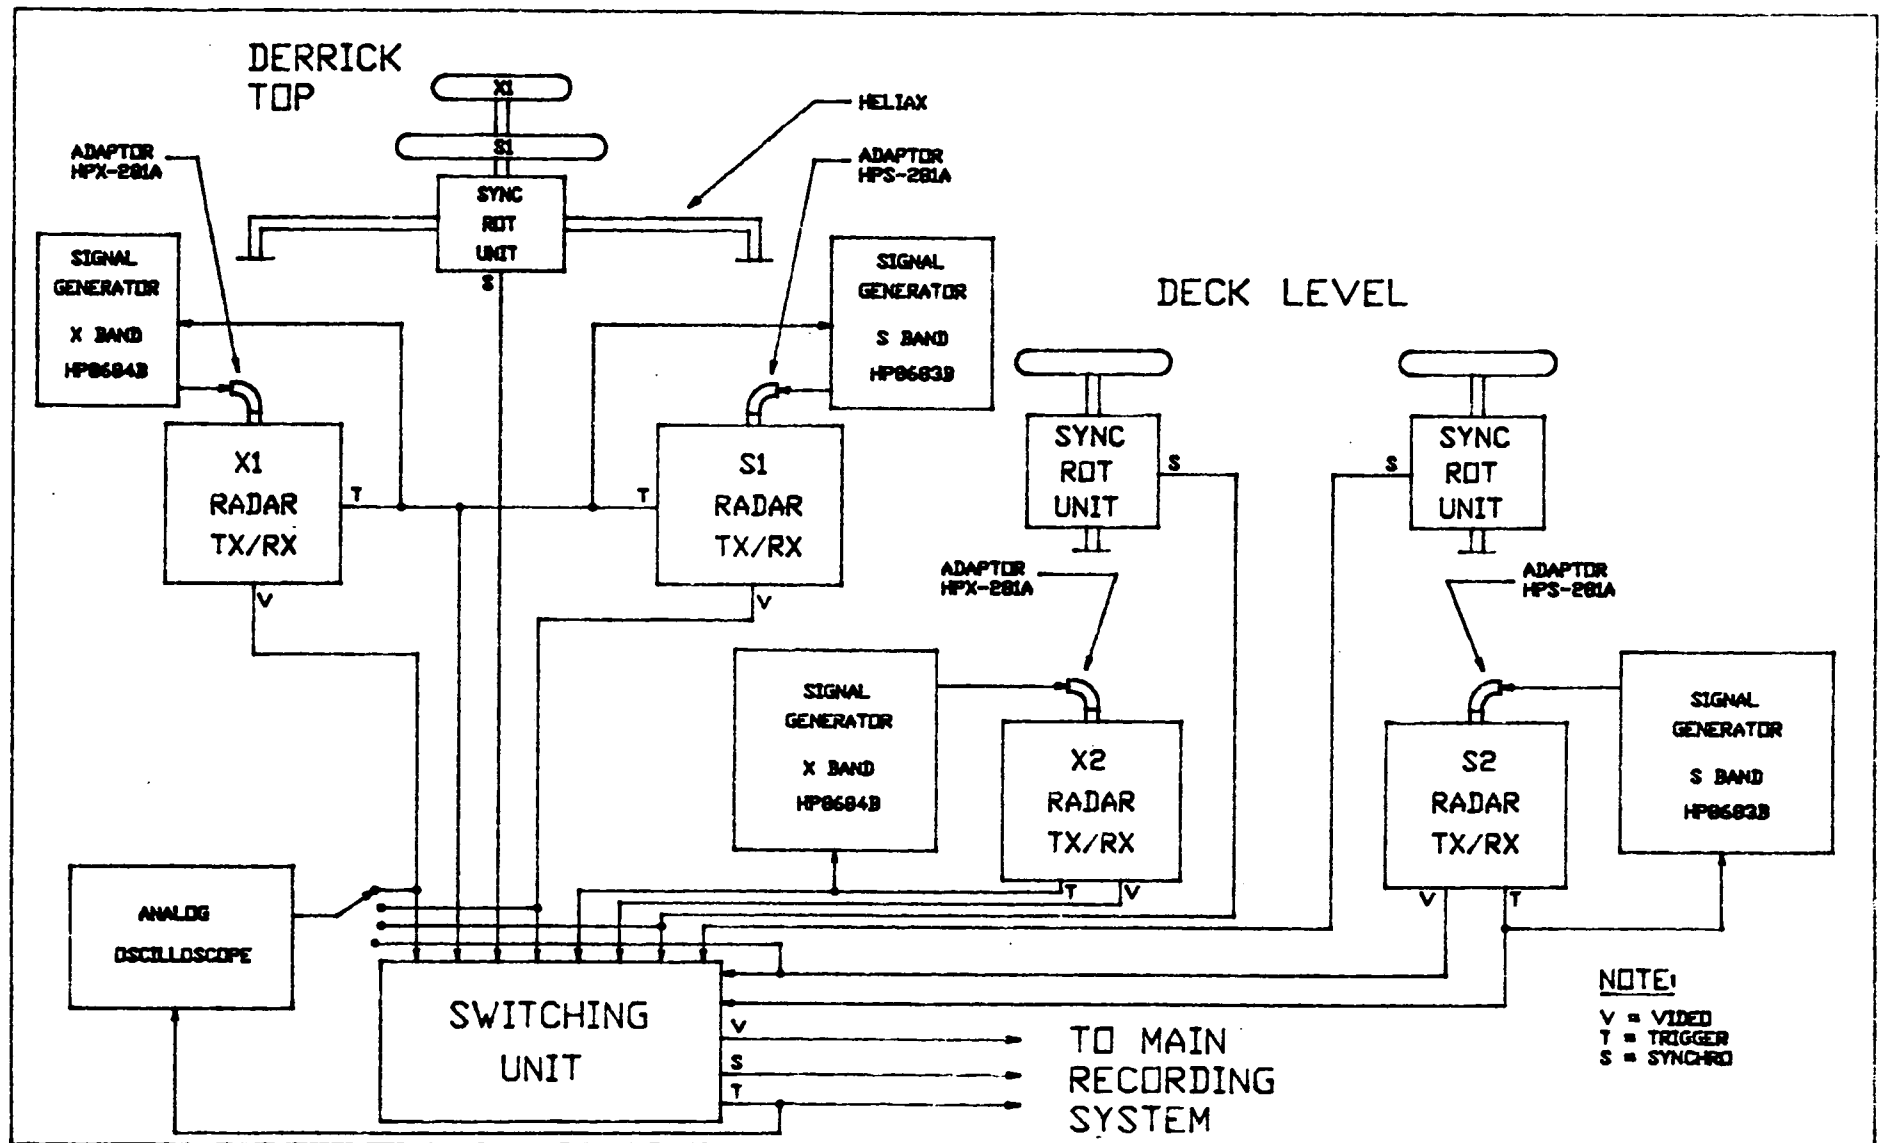 DERRICK
TOP
X1
S1
HELIAX
ADAPTOR
HPX-281A
ADAPTOR
HPS-281A
SYNC
ROT
UNIT
S
SIGNAL
GENERATOR
X BAND
HP8684B
SIGNAL
GENERATOR
S BAND
HP8683B
DECK LEVEL
X1
RADAR
TX/RX
T
V
S1
RADAR
TX/RX
T
V
SYNC
ROT
UNIT
S
SYNC
ROT
UNIT
S
ADAPTOR
HPX-281A
ADAPTOR
HPS-281A
SIGNAL
GENERATOR
X BAND
HP8684B
X2
RADAR
TX/RX
T
V
S2
RADAR
TX/RX
V
T
SIGNAL
GENERATOR
S BAND
HP8683B
ANALOG
OSCILLOSCOPE
SWITCHING
UNIT
V
S
T
TO MAIN
RECORDING
SYSTEM
NOTE:
V = VIDEO
T = TRIGGER
S = SYNCHRO